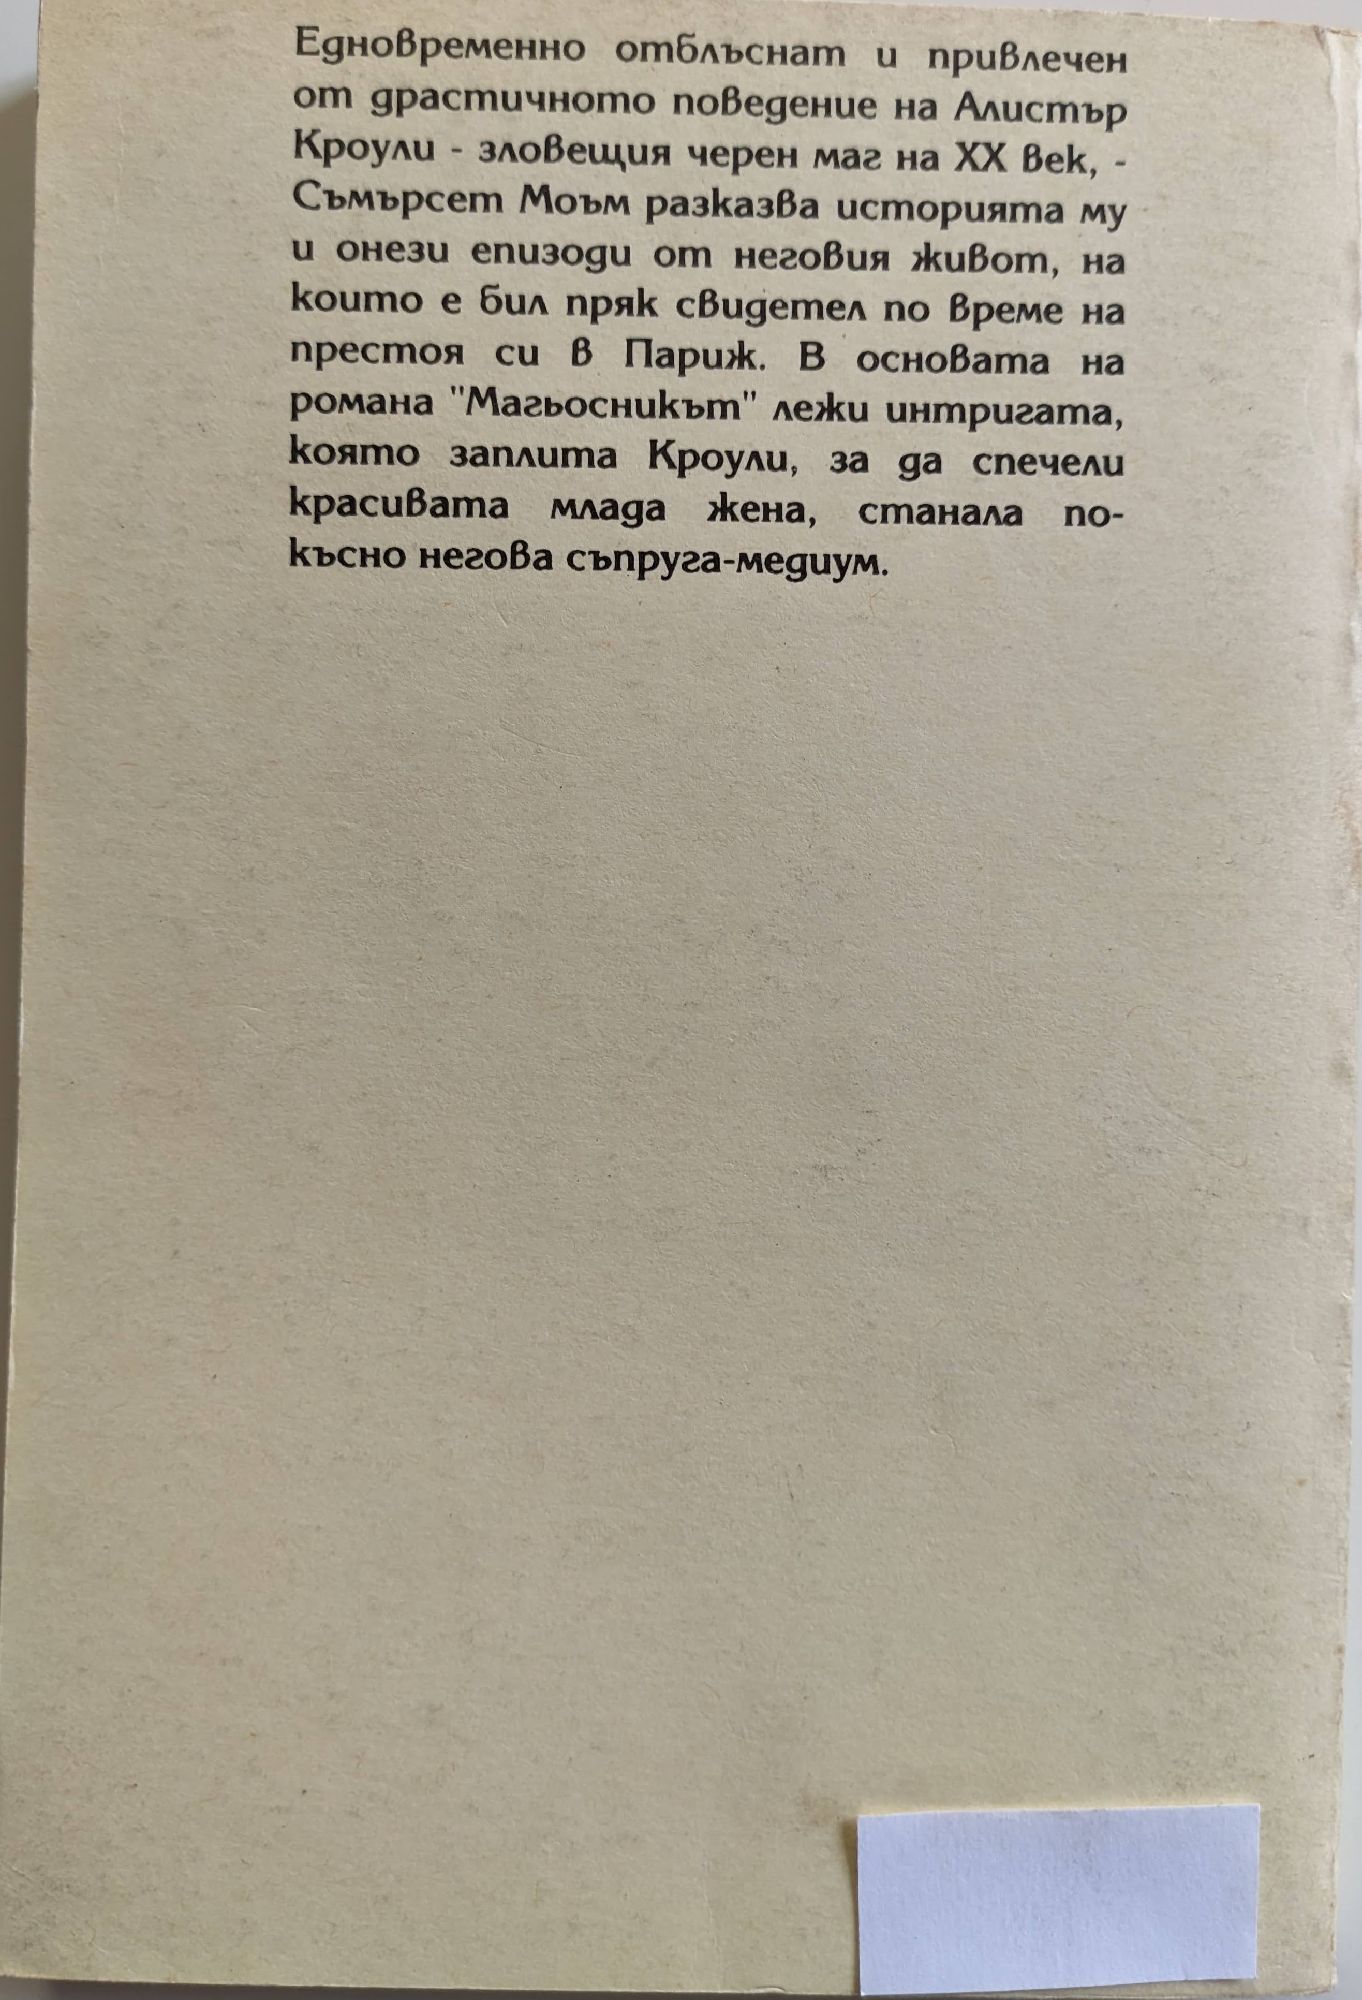 Едновременно отблъснат и привлечен
от драстичното поведение на Алистър
Кроули - зловещия черен маг на ХХ век, -
Съмърсет Моъм разказва историята му
и онези епизоди от неговия живот, на
които е бил пряк свидетел по време на
престоя си в Париж. В основата на
романа "Магьосникът" лежи интригата,
която заплита Кроули, за да спечели
красивата млада жена, станала по-
късно негова съпруга-медиум.